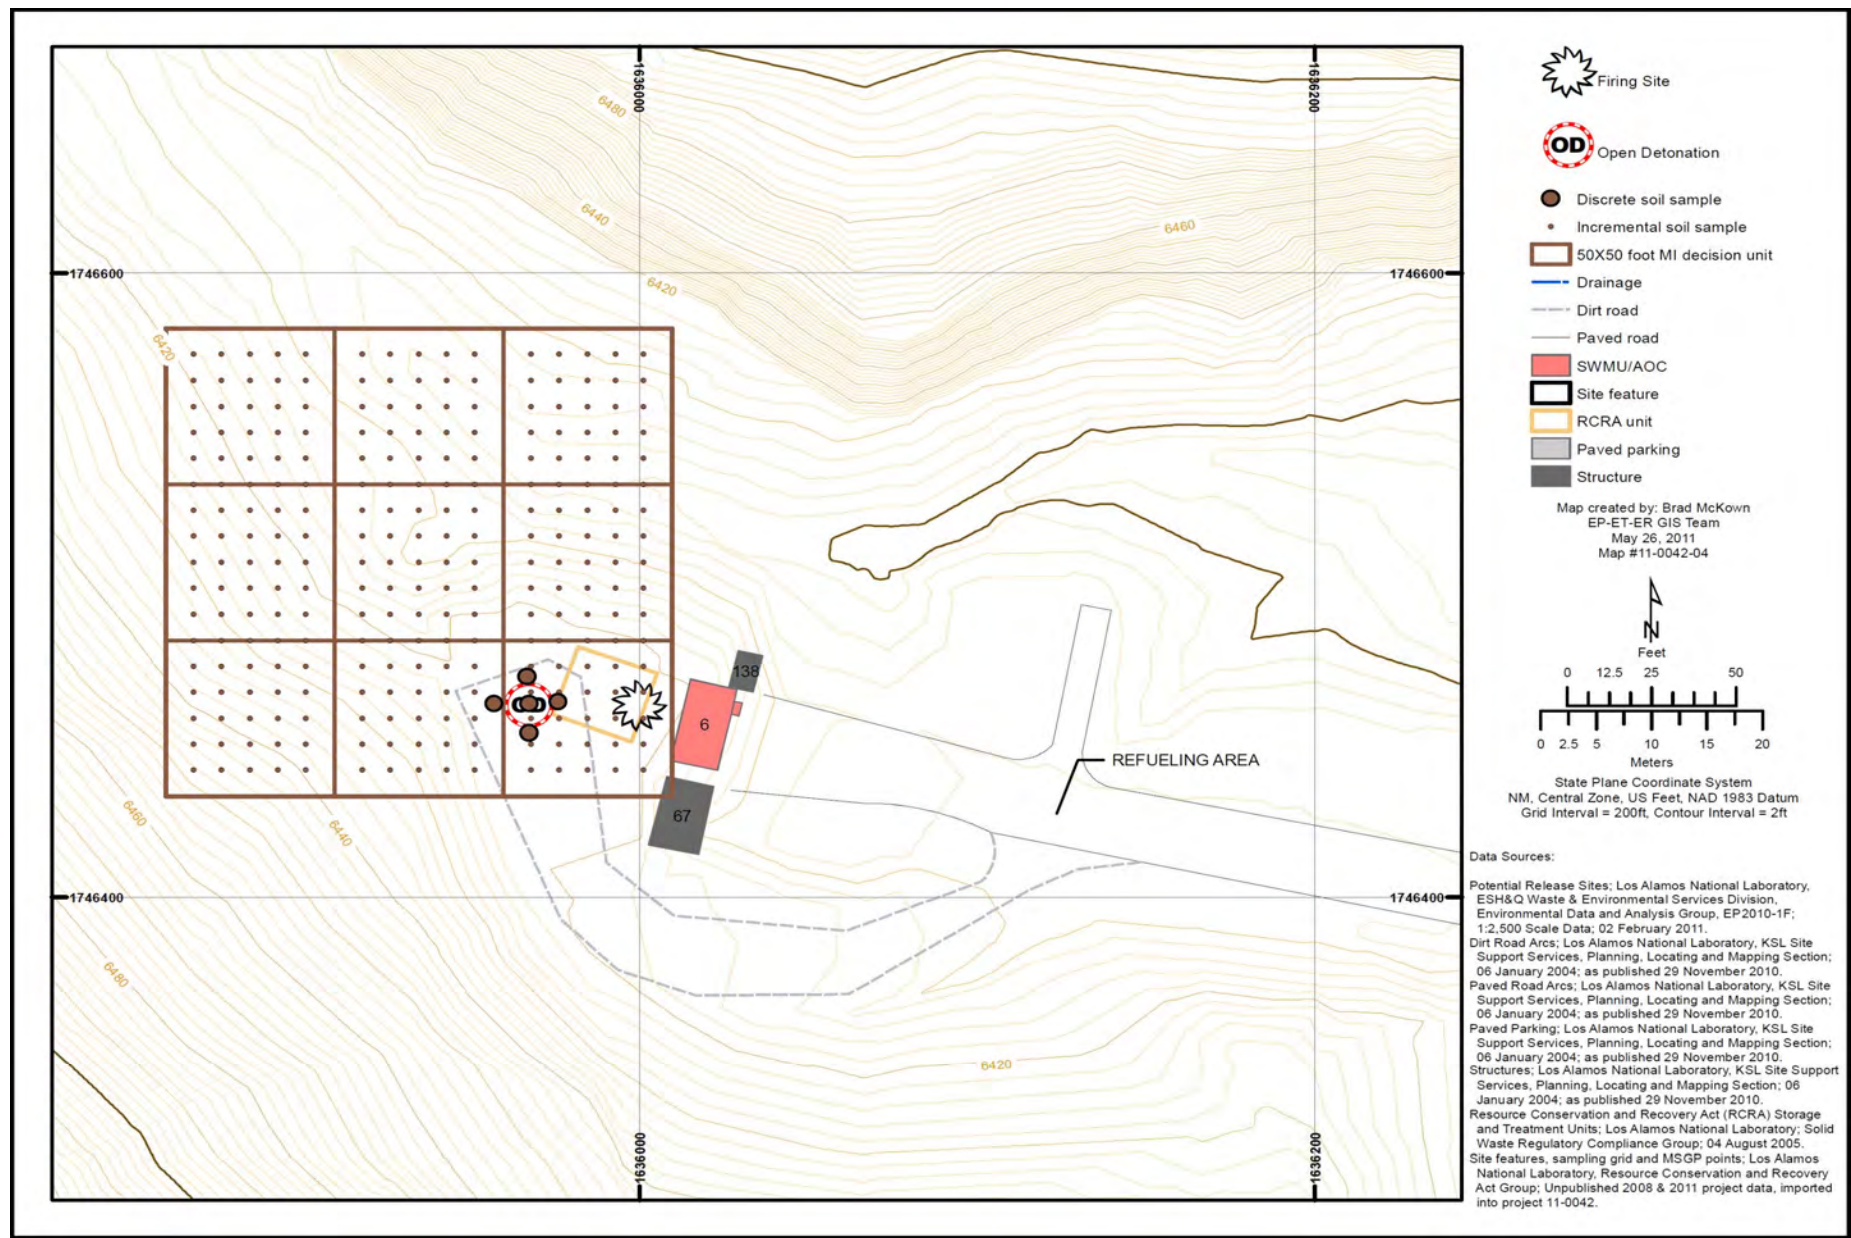 1636000
1636200
6480
6440
6460
1746600
1746600
6420
6420
138
6
OD
REFUELING AREA
67
6460
6440
1746400
1746400
6480
6420
1636000
1636200
Firing Site
OD
Open Detonation
Discrete soil sample
Incremental soil sample
50X50 foot MI decision unit
Drainage
Dirt road
Paved road
SWMU/AOC
Site feature
RCRA unit
Paved parking
Structure
Map created by: Brad McKown
EP-ET-ER GIS Team
May 26, 2011
Map #11-0042-04
N
Feet
0 12.5 25 50
0 2.5 5 10 15 20
Meters
State Plane Coordinate System
NM, Central Zone, US Feet, NAD 1983 Datum
Grid Interval = 200ft, Contour Interval = 2ft
Data Sources:
Potential Release Sites; Los Alamos National Laboratory,
ESH&Q Waste & Environmental Services Division,
Environmental Data and Analysis Group, EP2010-1F;
1:2,500 Scale Data; 02 February 2011.
Dirt Road Arcs; Los Alamos National Laboratory, KSL Site
Support Services, Planning, Locating and Mapping Section;
06 January 2004; as published 29 November 2010.
Paved Road Arcs; Los Alamos National Laboratory, KSL Site
Support Services, Planning, Locating and Mapping Section;
06 January 2004; as published 29 November 2010.
Paved Parking; Los Alamos National Laboratory, KSL Site
Support Services, Planning, Locating and Mapping Section;
06 January 2004; as published 29 November 2010.
Structures; Los Alamos National Laboratory, KSL Site Support
Services, Planning, Locating and Mapping Section; 06
January 2004; as published 29 November 2010.
Resource Conservation and Recovery Act (RCRA) Storage
and Treatment Units; Los Alamos National Laboratory; Solid
Waste Regulatory Compliance Group; 04 August 2005.
Site features, sampling grid and MSGP points; Los Alamos
National Laboratory, Resource Conservation and Recovery
Act Group; Unpublished 2008 & 2011 project data, imported
into project 11-0042.